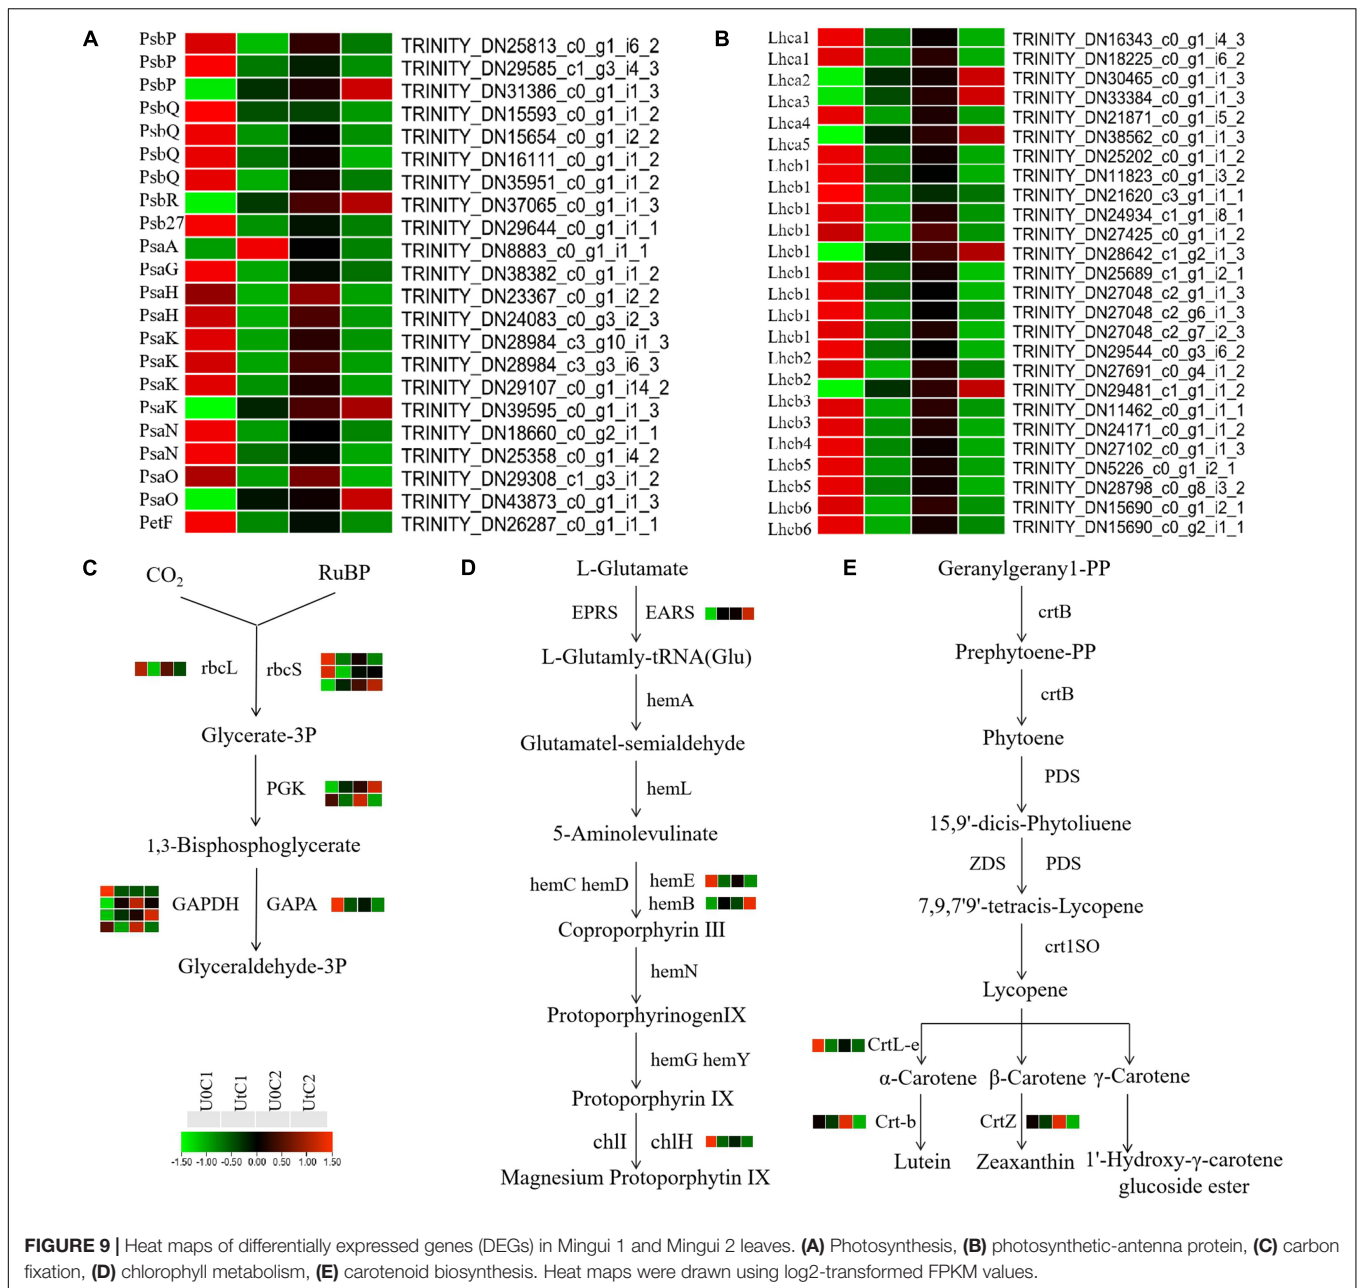 A
PsbP TRINITY_DN25813_c0_g1_i6_2
PsbP TRINITY_DN29585_c1_g3_i4_3
PsbP TRINITY_DN31386_c0_g1_i1_3
PsbQ TRINITY_DN15593_c0_g1_i1_2
PsbQ TRINITY_DN15654_c0_g1_i2_2
PsbQ TRINITY_DN16111_c0_g1_i1_2
PsbQ TRINITY_DN35951_c0_g1_i1_2
PsbR TRINITY_DN37065_c0_g1_i1_3
Psb27 TRINITY_DN29644_c0_g1_i1_1
PsaA TRINITY_DN8883_c0_g1_i1_1
PsaG TRINITY_DN38382_c0_g1_i1_2
PsaH TRINITY_DN23367_c0_g1_i2_2
PsaH TRINITY_DN24083_c0_g3_i2_3
PsaK TRINITY_DN28984_c3_g10_i1_3
PsaK TRINITY_DN28984_c3_g3_i6_3
PsaK TRINITY_DN29107_c0_g1_i14_2
PsaK TRINITY_DN39595_c0_g1_i1_3
PsaN TRINITY_DN18660_c0_g2_i1_1
PsaN TRINITY_DN25358_c0_g1_i4_2
PsaO TRINITY_DN29308_c1_g3_i1_2
PsaO TRINITY_DN43873_c0_g1_i1_3
PetF TRINITY_DN26287_c0_g1_i1_1
B
Lhca1 TRINITY_DN16343_c0_g1_i4_3
Lhca1 TRINITY_DN18225_c0_g1_i6_2
Lhca2 TRINITY_DN30465_c0_g1_i1_3
Lhca3 TRINITY_DN33384_c0_g1_i1_3
Lhca4 TRINITY_DN21871_c0_g1_i5_2
Lhca5 TRINITY_DN38562_c0_g1_i1_3
Lhcb1 TRINITY_DN25202_c0_g1_i1_2
Lhcb1 TRINITY_DN11823_c0_g1_i3_2
Lhcb1 TRINITY_DN21620_c3_g1_i1_1
Lhcb1 TRINITY_DN24934_c1_g1_i8_1
Lhcb1 TRINITY_DN27425_c0_g1_i1_2
Lhcb1 TRINITY_DN28642_c1_g2_i1_3
Lhcb1 TRINITY_DN25689_c1_g1_i2_1
Lhcb1 TRINITY_DN27048_c2_g1_i1_3
Lhcb1 TRINITY_DN27048_c2_g6_i1_3
Lhcb2 TRINITY_DN27048_c2_g7_i2_3
Lhcb2 TRINITY_DN29544_c0_g3_i6_2
Lhcb3 TRINITY_DN27691_c0_g4_i1_2
Lhcb3 TRINITY_DN29481_c1_g1_i1_2
Lhcb4 TRINITY_DN11462_c0_g1_i1_1
Lhcb5 TRINITY_DN24171_c0_g1_i1_2
Lhcb5 TRINITY_DN27102_c0_g1_i1_3
Lhcb6 TRINITY_DN5226_c0_g1_i2_1
Lhcb6 TRINITY_DN28798_c0_g8_i3_2
TRINITY_DN15690_c0_g1_i2_1
TRINITY_DN15690_c0_g2_i1_1
C
CO2 RuBP
rbcL rbcS
Glycerate-3P
PGK
1,3-Bisphosphoglycerate
GAPDH GAPA
Glyceraldehyde-3P
U0C1 UtC1 U0C2 UtC2
-1.50 -1.00 -0.50 0.00 0.50 1.00 1.50
D
L-Glutamate
EPRS EARS
L-Glutamly-tRNA(Glu)
hemA
Glutamatel-semialdehyde
hemL
5-Aminolevulinate
hemC hemD hemE
hemB
Coproporphyrin III
hemN
ProtoporphyrinogenIX
hemG hemY
Protoporphyrin IX
chlI chlH
Magnesium Protoporphytin IX
E
Geranylgerany1-PP
crtB
Prephytoene-PP
crtB
Phytoene
PDS
15,9'-dicis-Phytoliuene
ZDS PDS
7,9,7'9'-tetracis-Lycopene
crt1SO
Lycopene
CrtL-e
α-Carotene β-Carotene γ-Carotene
Crt-b CrtZ
Lutein Zeaxanthin 1'-Hydroxy-γ-carotene
glucoside ester
FIGURE 9 | Heat maps of differentially expressed genes (DEGs) in Mingui 1 and Mingui 2 leaves. (A) Photosynthesis, (B) photosynthetic-antenna protein, (C) carbon
fixation, (D) chlorophyll metabolism, (E) carotenoid biosynthesis. Heat maps were drawn using log2-transformed FPKM values.